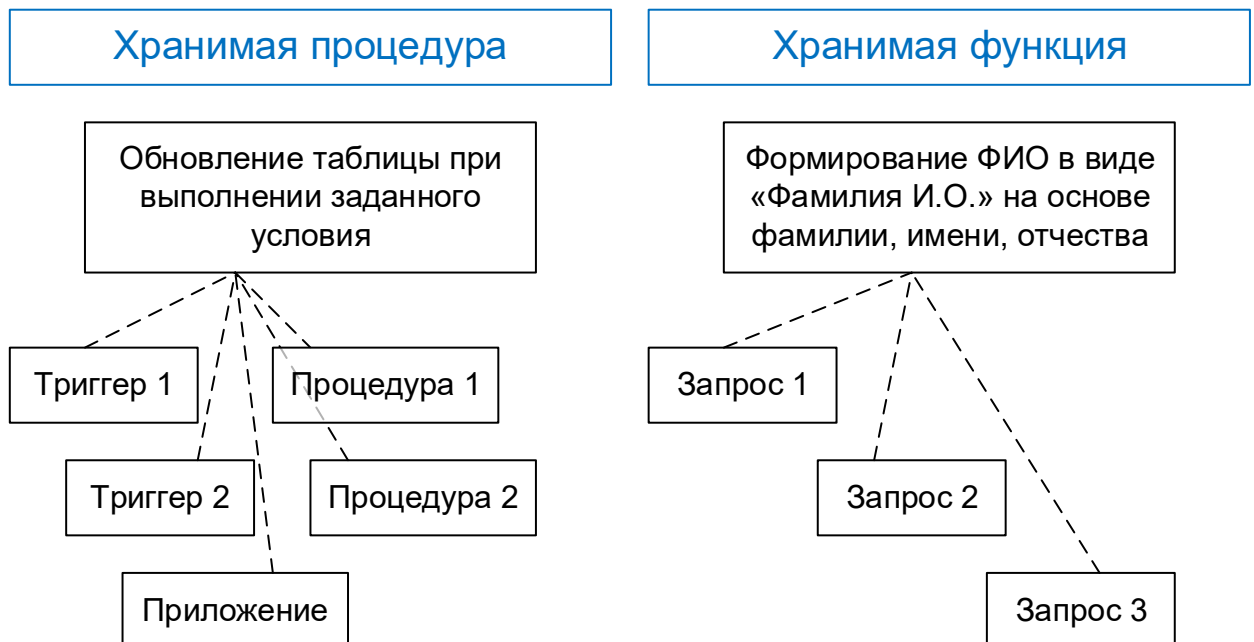 Хранимая процедура
Обновление таблицы при
выполнении заданного
условия
Триггер 1
Процедура 1
Триггер 2
Процедура 2
Приложение
Хранимая функция
Формирование ФИО в виде
«Фамилия И.О.» на основе
фамилии, имени, отчества
Запрос 1
Запрос 2
Запрос 3